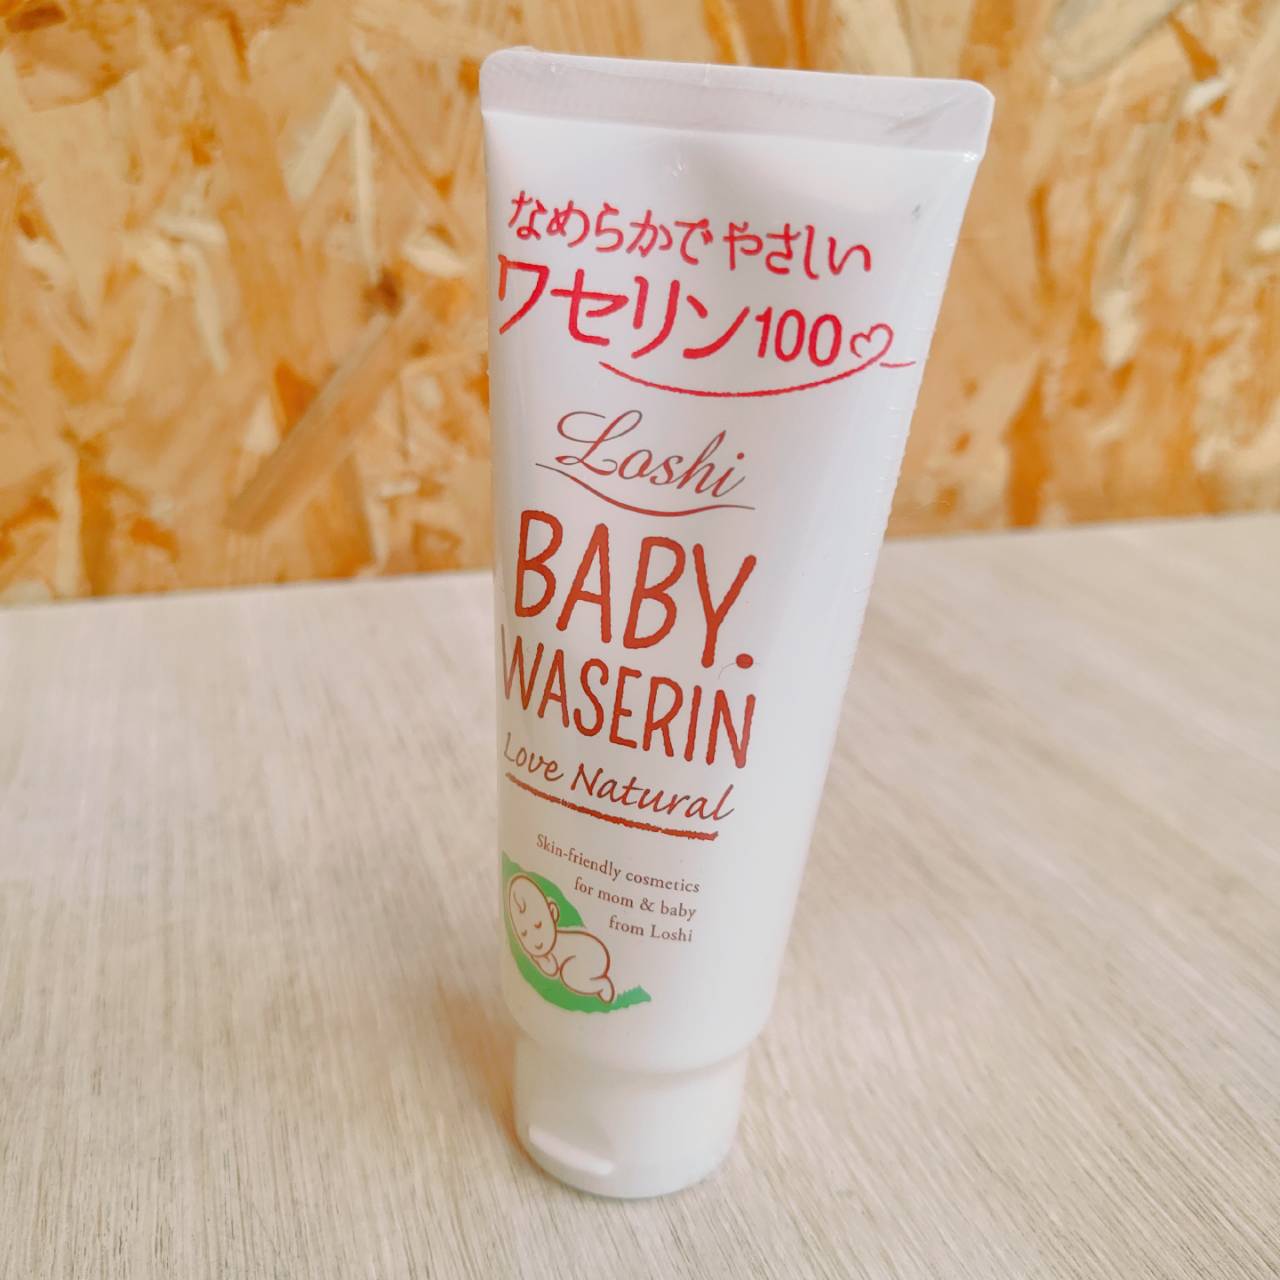 なめらかでやさしい
ワセリン100
Loshi
BABY.
WASERIN
Love Natural
Skin-friendly cosmetics
for mom & baby
from Loshi